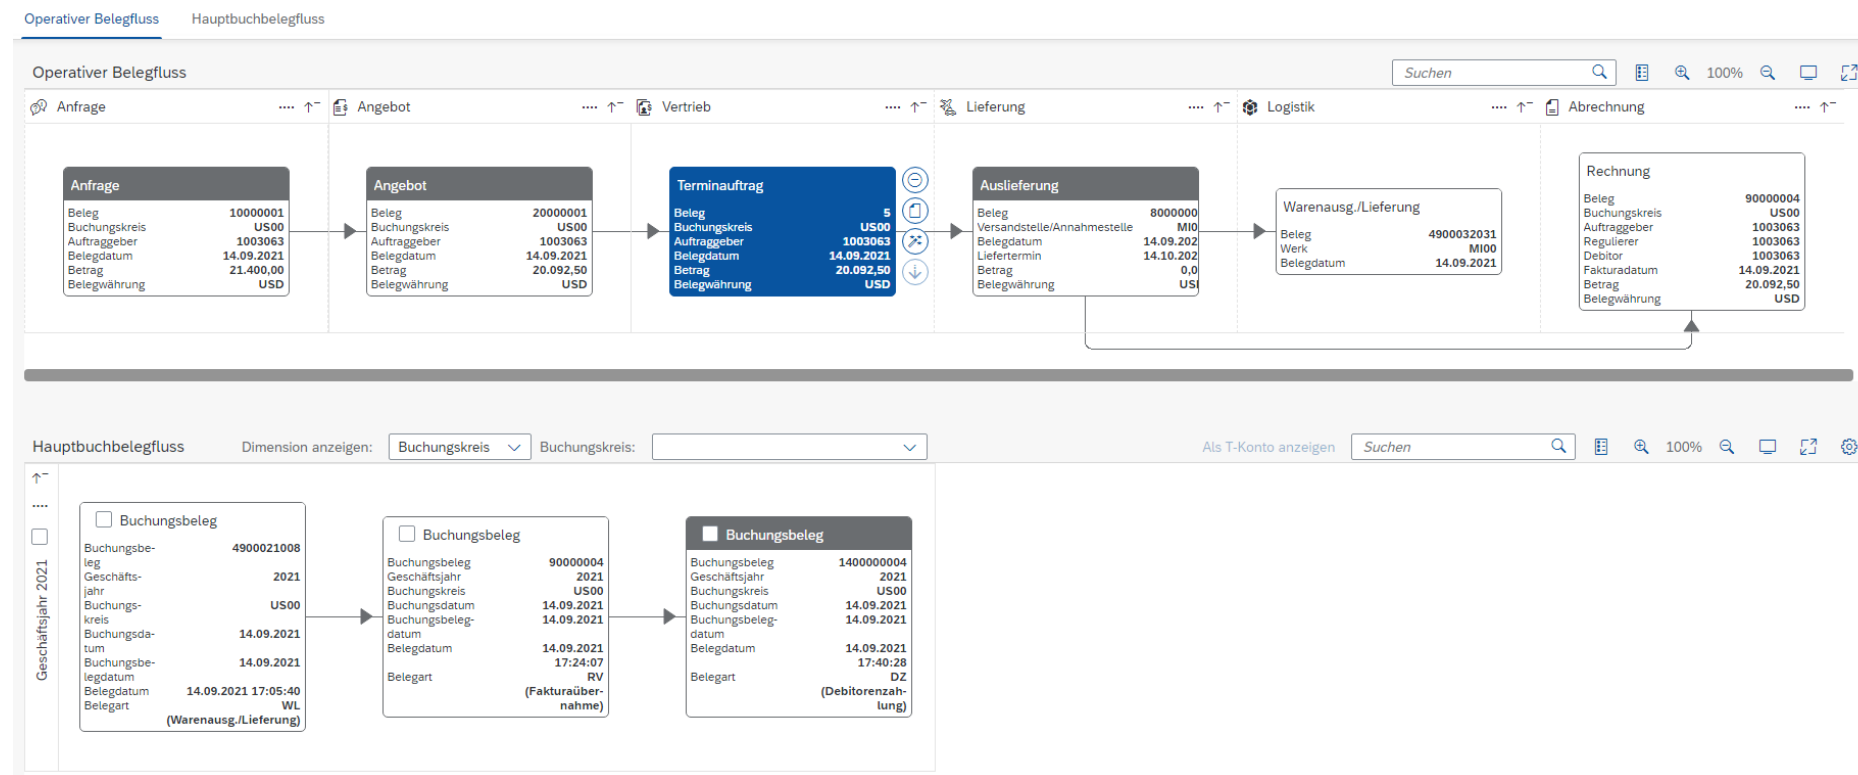 Operativer Belegfluss Hauptbuchbelegfluss
Operativer Belegfluss Suchen 100%
Anfrage Angebot Vertrieb Lieferung Logistik Abrechnung
Anfrage
Beleg 10000001
Buchungskreis US00
Auftraggeber 1003063
Belegdatum 14.09.2021
Betrag 21.400,00
Belegwährung USD
Angebot
Beleg 20000001
Buchungskreis US00
Auftraggeber 1003063
Belegdatum 14.09.2021
Betrag 20.092,50
Belegwährung USD
Terminauftrag
Beleg 5
Buchungskreis US00
Auftraggeber 1003063
Belegdatum 14.09.2021
Betrag 20.092,50
Belegwährung USD
Auslieferung
Beleg 8000000
Versandstelle/Annahmestelle MI0
Belegdatum 14.09.202
Liefertermin 14.10.202
Betrag 0,0
Belegwährung US
Warenausg./Lieferung
Beleg 4900032031
Werk MI00
Belegdatum 14.09.2021
Rechnung
Beleg 90000004
Buchungskreis US00
Auftraggeber 1003063
Regulierer 1003063
Debitor 1003063
Fakturadatum 14.09.2021
Betrag 20.092,50
Belegwährung USD
Hauptbuchbelegfluss Dimension anzeigen: Buchungskreis Buchungskreis: Als T-Konto anzeigen Suchen 100%
Geschäftsjahr 2021
Buchungsbeleg
Buchungsbe- 4900021008
leg
Geschäfts- 2021
jahr
Buchungs- US00
kreis
Buchungsda- 14.09.2021
tum
Buchungsbe- 14.09.2021
legdatum
Belegdatum 14.09.2021 17:05:40
Belegart WL
(Warenausg./Lieferung)
Buchungsbeleg
Buchungsbeleg 90000004
Geschäftsjahr 2021
Buchungskreis US00
Buchungsdatum 14.09.2021
Buchungsbeleg- 14.09.2021
datum
Belegdatum 14.09.2021
17:24:07
Belegart RV
(Fakturaüber-
nahme)
Buchungsbeleg
Buchungsbeleg 1400000004
Geschäftsjahr 2021
Buchungskreis US00
Buchungsdatum 14.09.2021
Buchungsbeleg- 14.09.2021
datum
Belegdatum 14.09.2021
17:40:28
Belegart DZ
(Debitorenzah-
lung)